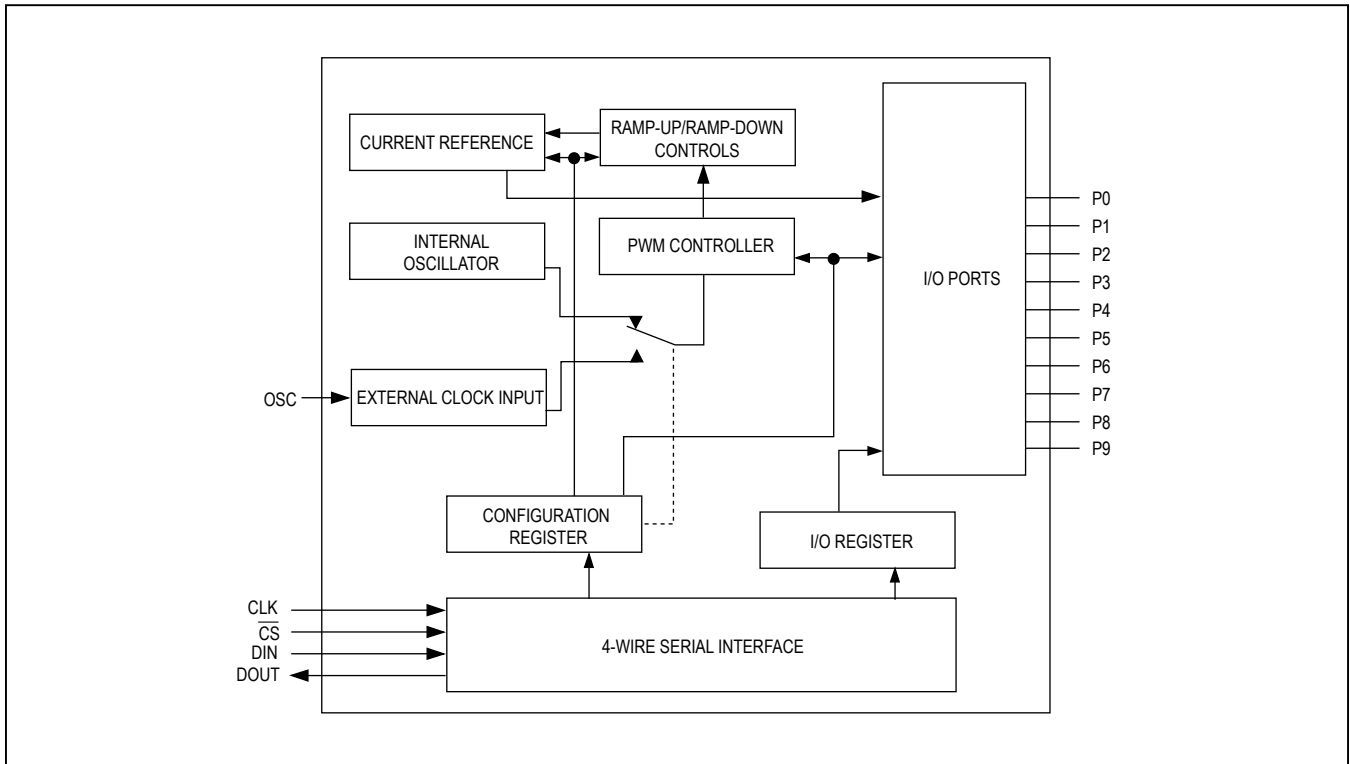 CURRENT REFERENCE
RAMP-UP/RAMP-DOWN
CONTROLS
INTERNAL
OSCILLATOR
PWM CONTROLLER
I/O PORTS
P0
P1
P2
P3
P4
P5
P6
P7
P8
P9
OSC
EXTERNAL CLOCK INPUT
CONFIGURATION
REGISTER
I/O REGISTER
CLK
C̅S̅
DIN
DOUT
4-WIRE SERIAL INTERFACE